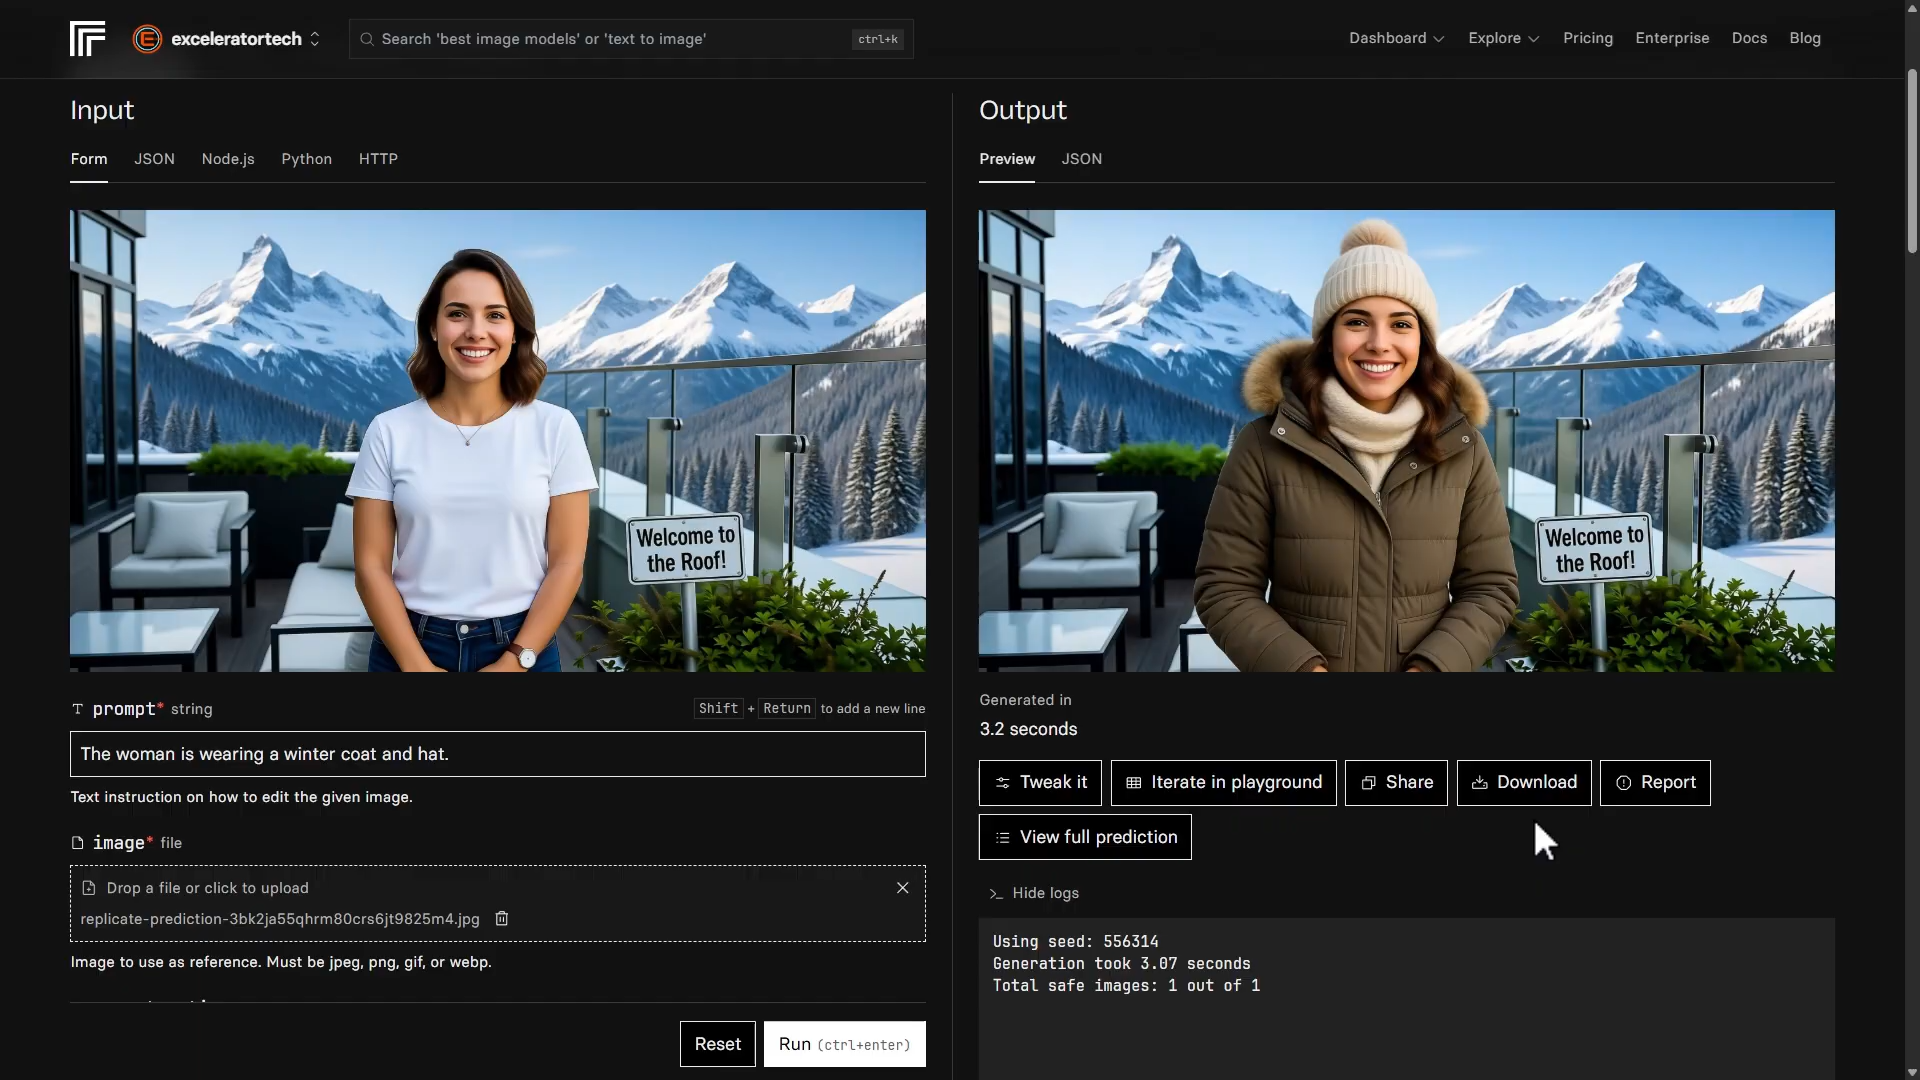 exceleratortech
Search 'best image models' or 'text to image'
ctrl+k
Dashboard
Explore
Pricing
Enterprise
Docs
Blog
Input
Form
JSON
Node.js
Python
HTTP
Welcome to
the Roof!
prompt* string
Shift + Return to add a new line
The woman is wearing a winter coat and hat.
Text instruction on how to edit the given image.
image* file
Drop a file or click to upload
replicate-prediction-3bk2ja55qhrm80crs6jt9825m4.jpg
Image to use as reference. Must be jpeg, png, gif, or webp.
Reset
Run (ctrl+enter)
Output
Preview
JSON
Welcome to
the Roof!
Generated in
3.2 seconds
Tweak it
Iterate in playground
Share
Download
Report
View full prediction
Hide logs
Using seed: 556314
Generation took 3.07 seconds
Total safe images: 1 out of 1